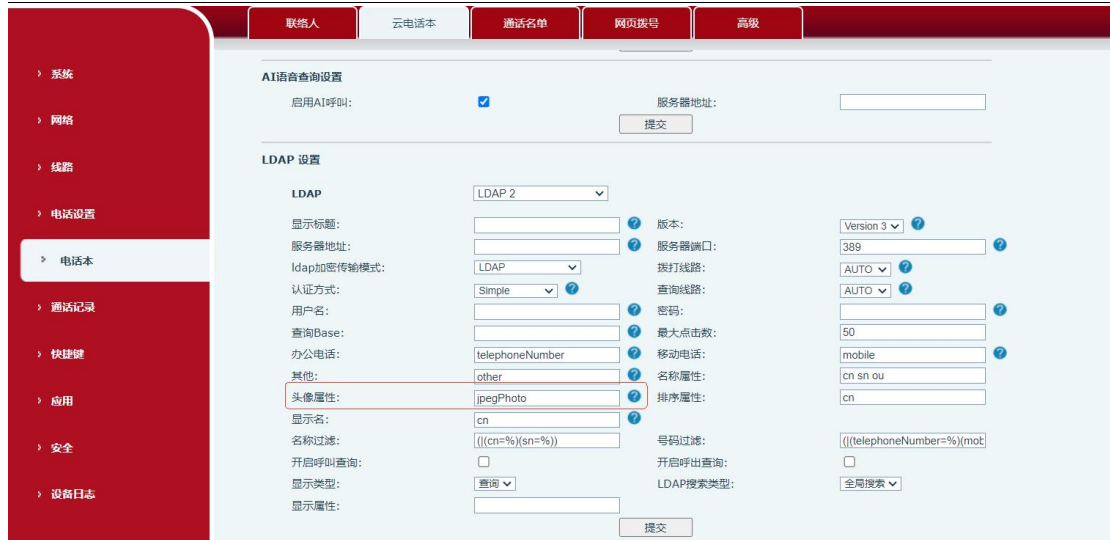 联络人 云电话本 通话名单 网页拨号 高级
系统
网络
线路
电话设置
电话本
通话记录
快捷键
应用
安全
设备日志
AI语音查询设置
启用AI呼叫: 服务器地址:
提交
LDAP 设置
LDAP LDAP 2
显示标题: 版本: Version 3
服务器地址: 服务器端口: 389
ldap加密传输模式: LDAP 拨打线路: AUTO
认证方式: Simple 查询线路: AUTO
用户名: 密码:
查询Base: 最大点击数: 50
办公电话: telephoneNumber 移动电话: mobile
其他: other 名称属性: cn sn ou
头像属性: jpegPhoto 排序属性: cn
显示名: cn
名称过滤: (|(cn=%)(sn=%)) 号码过滤: (|(telephoneNumber=%)(mob
开启呼叫查询: 开启呼出查询:
显示类型: 查询 LDAP搜索类型: 全局搜索
显示属性:
提交